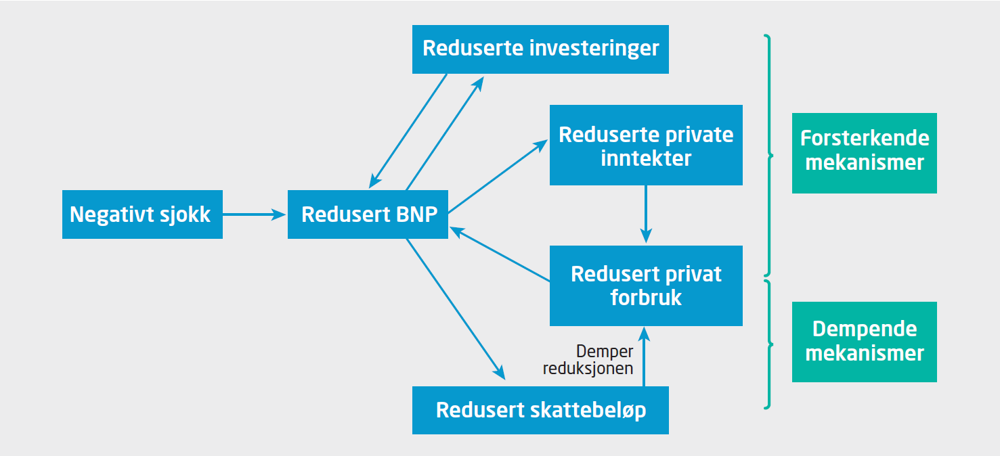 Reduserte investeringer
Reduserte private
inntekter
Forsterkende
mekanismer
Negativt sjokk
Redusert BNP
Redusert privat
forbruk
Dempende
mekanismer
Demper
reduksjonen
Redusert skattebeløp